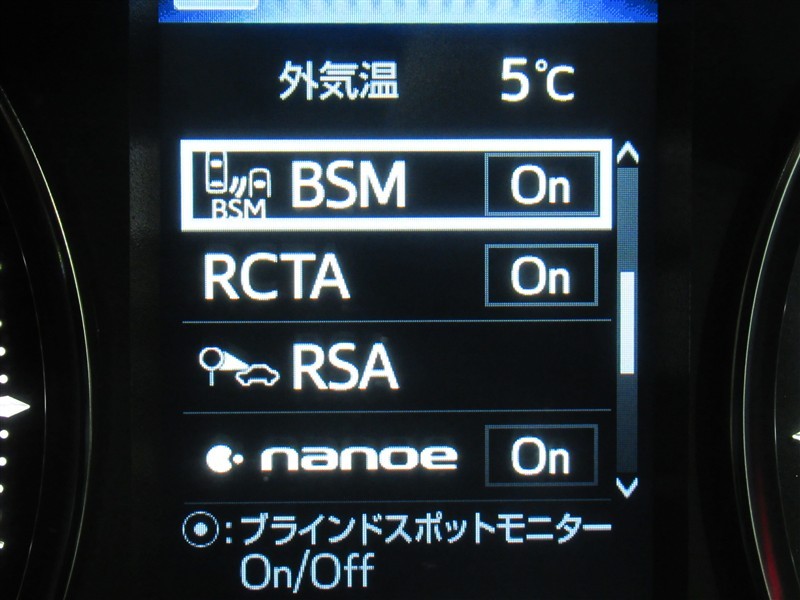 外気温 5℃
BSM BSM On
RCTA On
RSA
nanoe On
⦿:ブラインドスポットモニター
On/Off